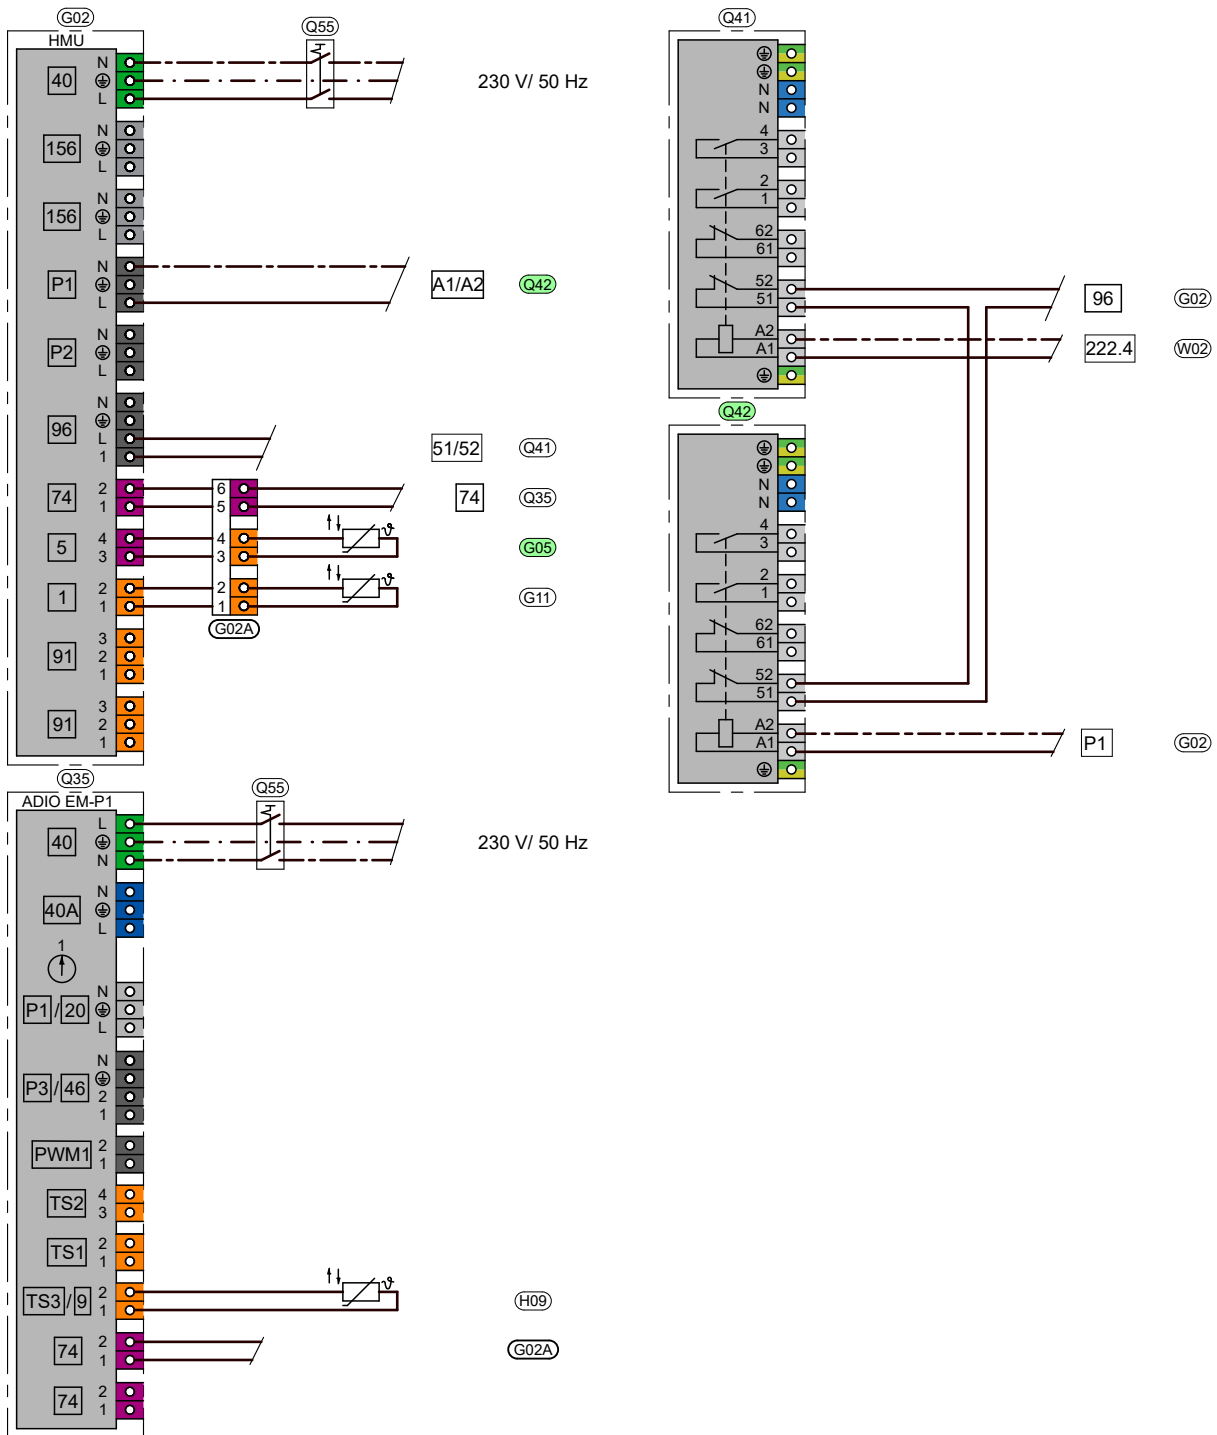 G02
HMU
Q55
40
N
L
230 V/ 50 Hz
156
N
L
156
N
L
P1
N
L
A1/A2
Q42
P2
N
L
96
N
L
1
51/52
Q41
74
2
1
6
5
74
Q35
5
4
3
4
3
ϑ
G05
1
2
1
2
1
ϑ
G11
G02A
91
3
2
1
91
3
2
1
Q35
ADIO EM-P1
Q55
40
L
N
230 V/ 50 Hz
40A
N
L
1
P1/20
N
L
P3/46
N
2
1
PWM1
2
1
TS2
4
3
TS1
2
1
TS3/9
2
1
ϑ
H09
74
2
1
G02A
74
2
1
Q41
N
N
4
3
2
1
62
61
52
51
96
G02
A2
A1
222.4
W02
Q42
N
N
4
3
2
1
62
61
52
51
A2
A1
P1
G02